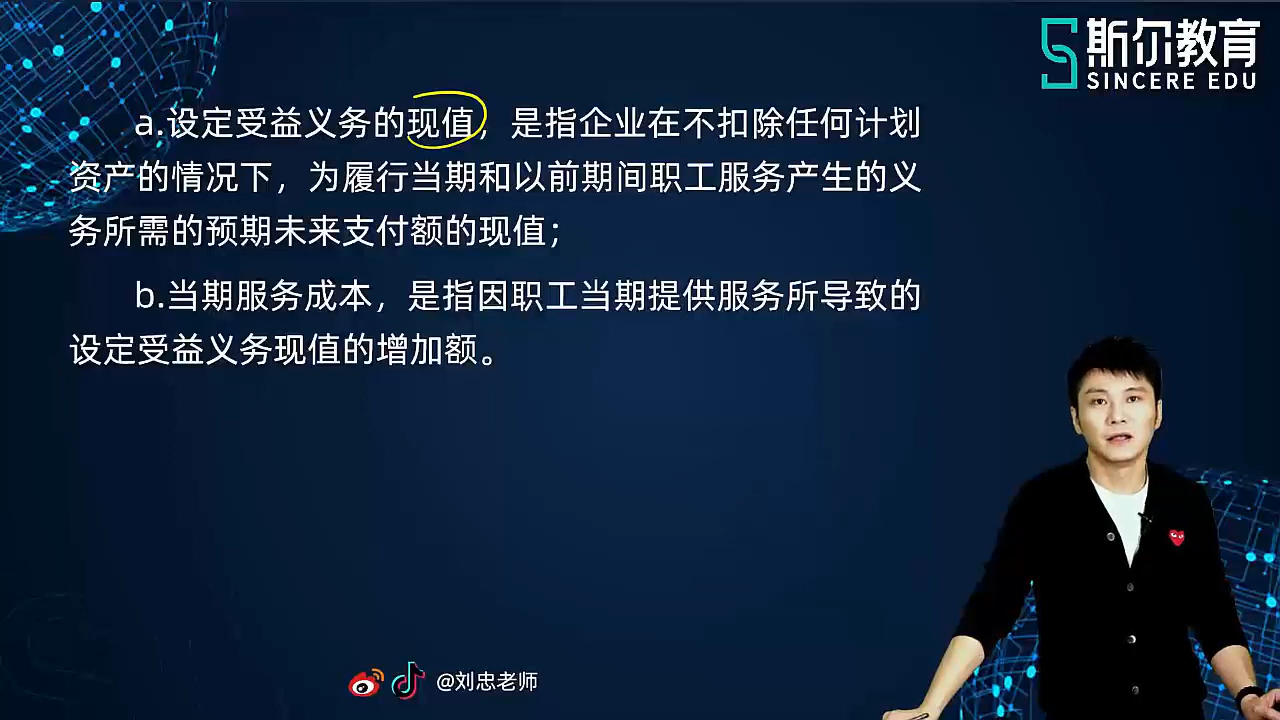 斯尔教育
SINCERE EDU
a.设定受益义务的现值，是指企业在不扣除任何计划
资产的情况下，为履行当期和以前期间职工服务产生的义
务所需的预期未来支付额的现值；
b.当期服务成本，是指因职工当期提供服务所导致的
设定受益义务现值的增加额。
@刘忠老师